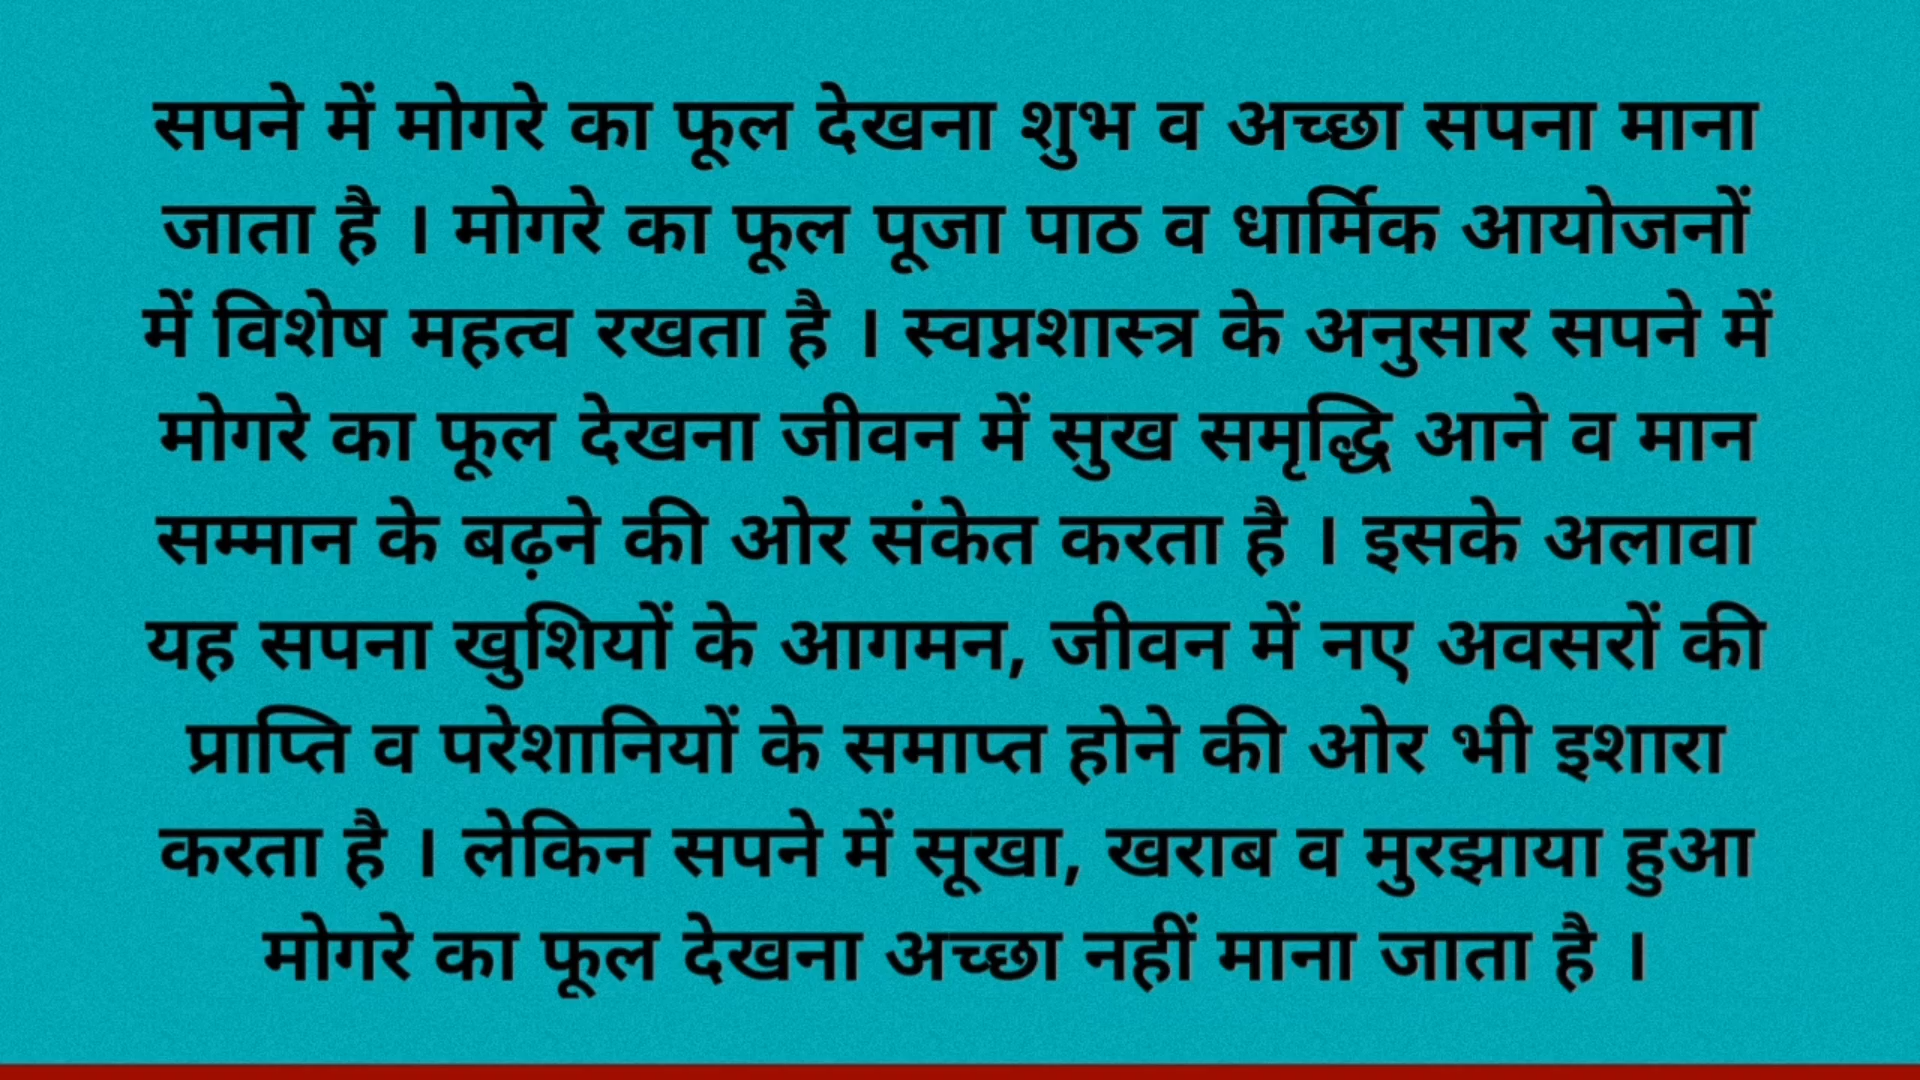 सपने में मोगरे का फूल देखना शुभ व अच्छा सपना माना
जाता है । मोगरे का फूल पूजा पाठ व धार्मिक आयोजनों
में विशेष महत्व रखता है । स्वप्नशास्त्र के अनुसार सपने में
मोगरे का फूल देखना जीवन में सुख समृद्धि आने व मान
सम्मान के बढ़ने की ओर संकेत करता है । इसके अलावा
यह सपना खुशियों के आगमन, जीवन में नए अवसरों की
प्राप्ति व परेशानियों के समाप्त होने की ओर भी इशारा
करता है । लेकिन सपने में सूखा, खराब व मुरझाया हुआ
मोगरे का फूल देखना अच्छा नहीं माना जाता है ।